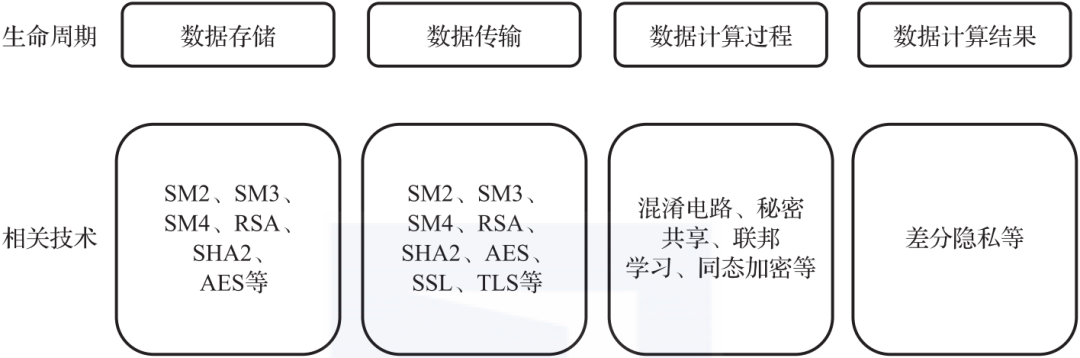 生命周期
数据存储
数据传输
数据计算过程
数据计算结果
相关技术
SM2、SM3、
SM4、RSA、
SHA2、
AES等
SM2、SM3、
SM4、RSA、
SHA2、AES、
SSL、TLS等
混淆电路、秘密
共享、联邦
学习、同态加密等
差分隐私等